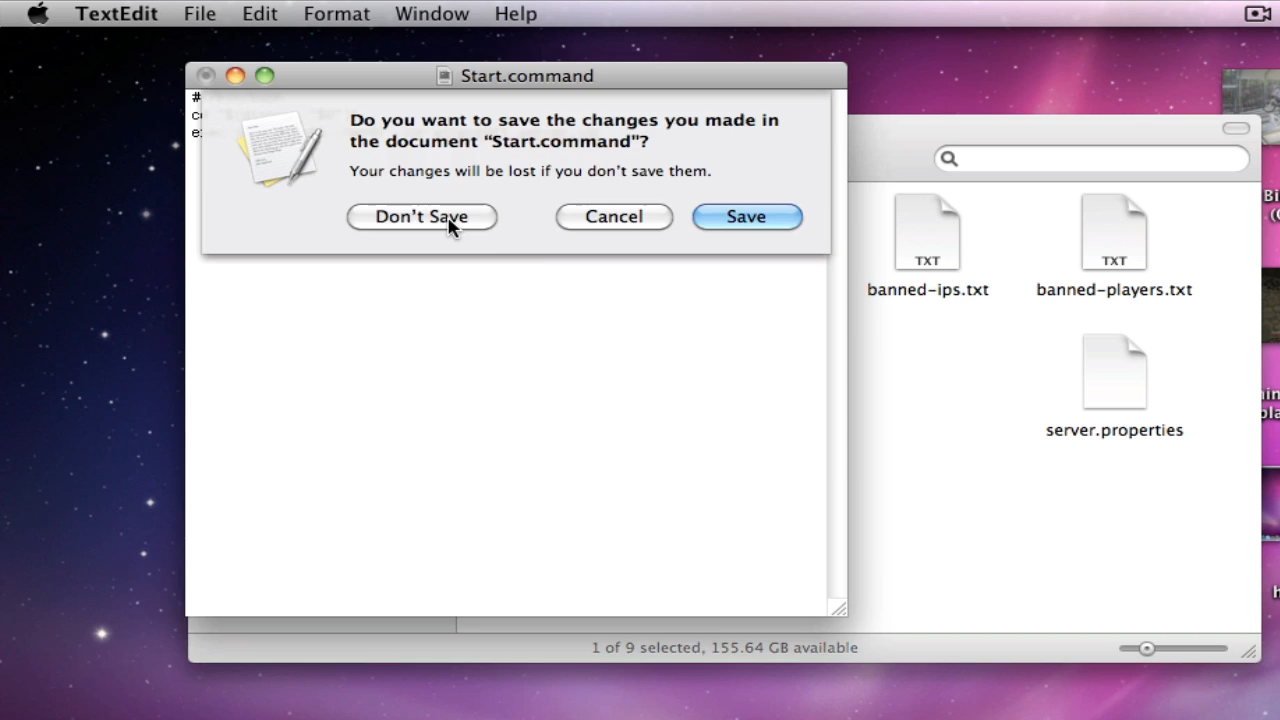 TextEdit File Edit Format Window Help
Start.command
#
Do you want to save the changes you made in
the document “Start.command”?
Your changes will be lost if you don’t save them.
Don’t Save Cancel Save
TXT TXT
banned-ips.txt banned-players.txt
server.properties
1 of 9 selected, 155.64 GB available